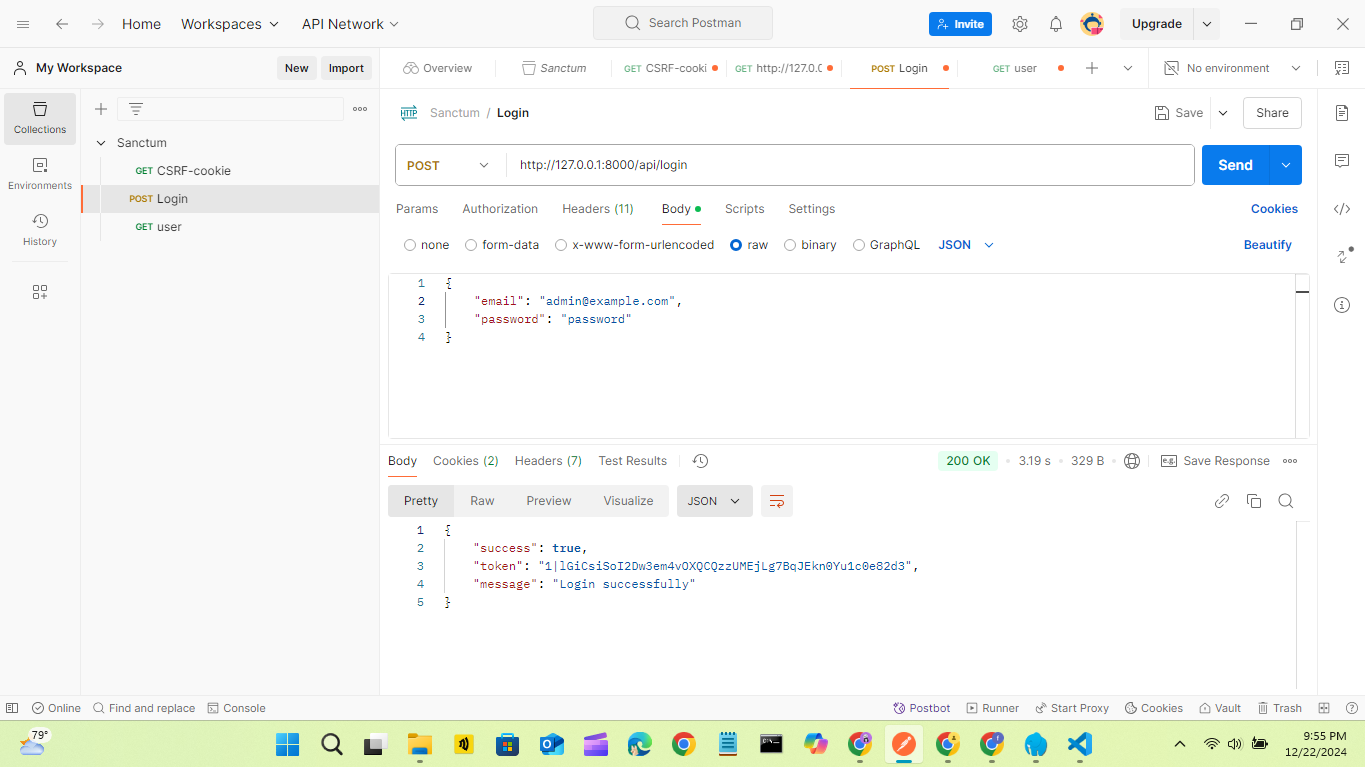 Home
Workspaces
API Network
Search Postman
Invite
Upgrade
My Workspace
New
Import
Overview
Sanctum
GET CSRF-cooki
GET http://127.0.0
POST Login
GET user
No environment
Collections
Environments
History
Sanctum
GET CSRF-cookie
POST Login
GET user
HTTP Sanctum / Login
Save
Share
POST
http://127.0.0.1:8000/api/login
Send
Params
Authorization
Headers (11)
Body
Scripts
Settings
Cookies
none
form-data
x-www-form-urlencoded
raw
binary
GraphQL
JSON
Beautify
1 {
2 "email": "admin@example.com",
3 "password": "password"
4 }
Body
Cookies (2)
Headers (7)
Test Results
200 OK
3.19 s
329 B
e.g. Save Response
Pretty
Raw
Preview
Visualize
JSON
1 {
2 "success": true,
3 "token": "1|lGiCsiSoI2Dw3em4vOXQCQzzUMEjLg7BqJEkn0Yu1c0e82d3",
4 "message": "Login successfully"
5 }
Online
Find and replace
Console
Postbot
Runner
Start Proxy
Cookies
Vault
Trash
79°
9:55 PM
12/22/2024